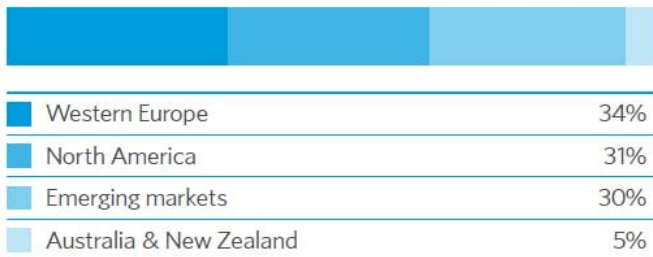 Western Europe 34%
North America 31%
Emerging markets 30%
Australia & New Zealand 5%